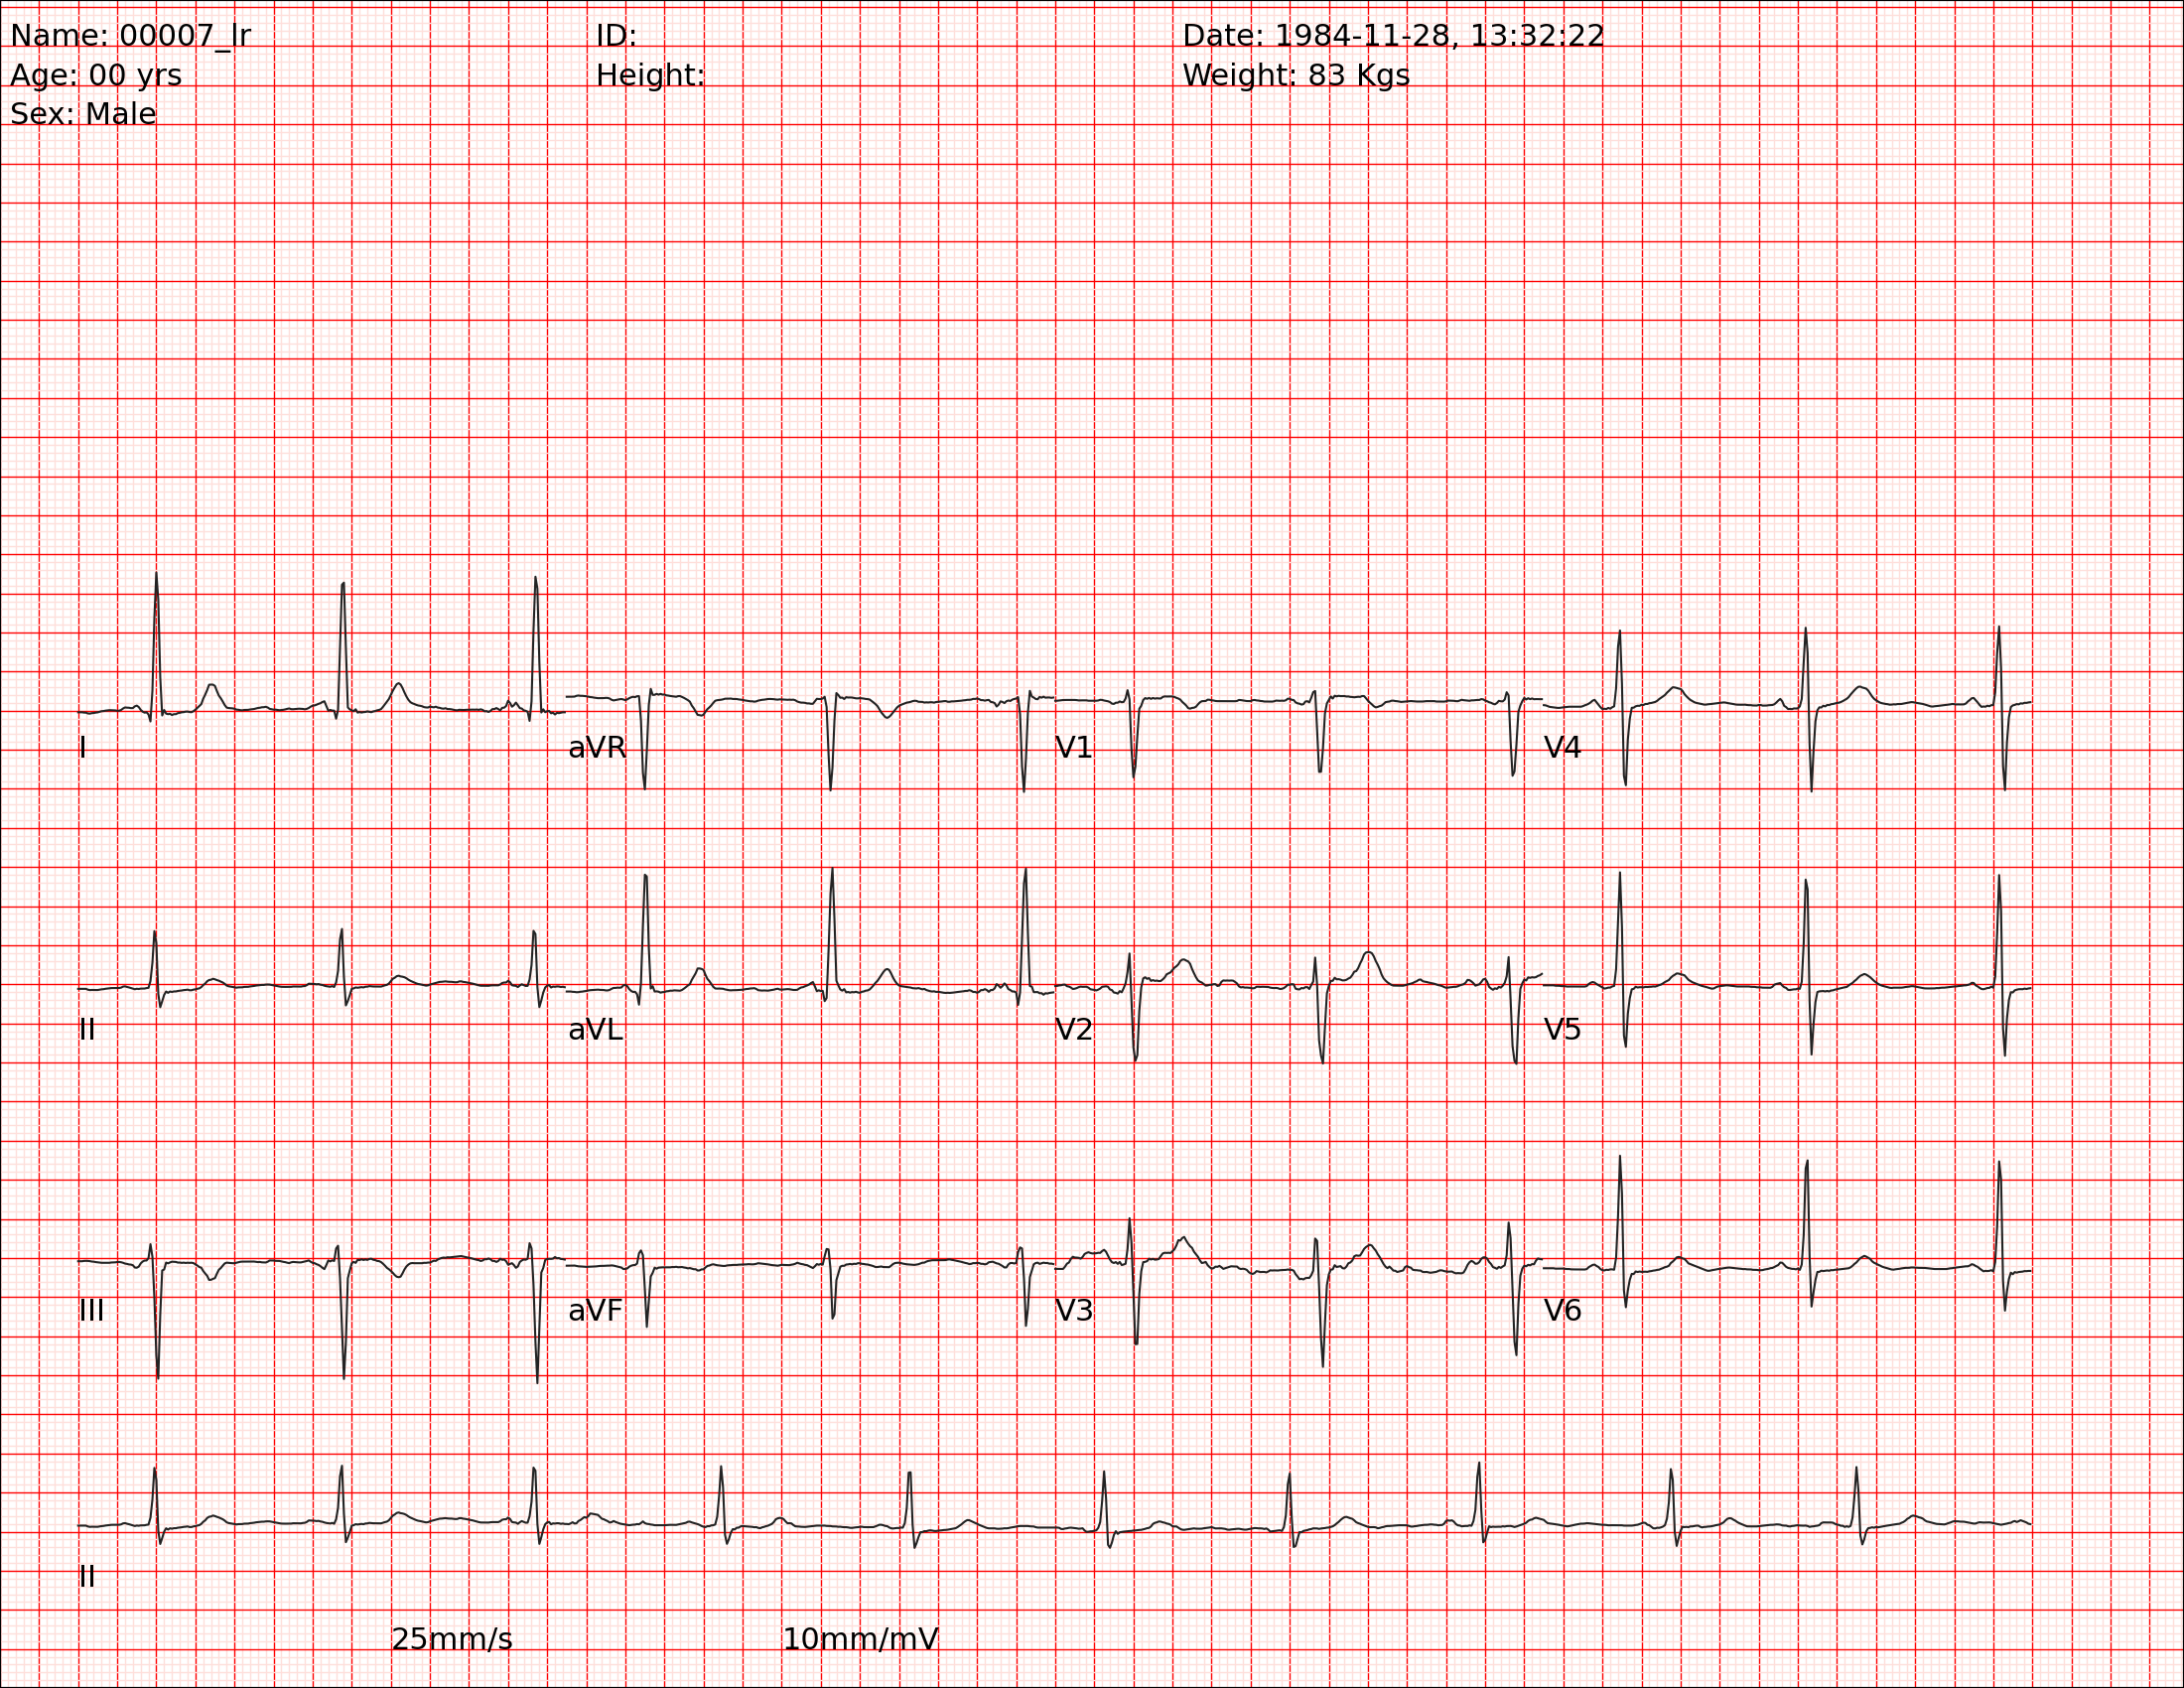 Name: 00007_lr
ID:
Date: 1984-11-28, 13:32:22
Age: 00 yrs
Height:
Weight: 83 Kgs
Sex: Male
I
aVR
V1
V4
II
aVL
V2
V5
III
aVF
V3
V6
II
25mm/s
10mm/mV